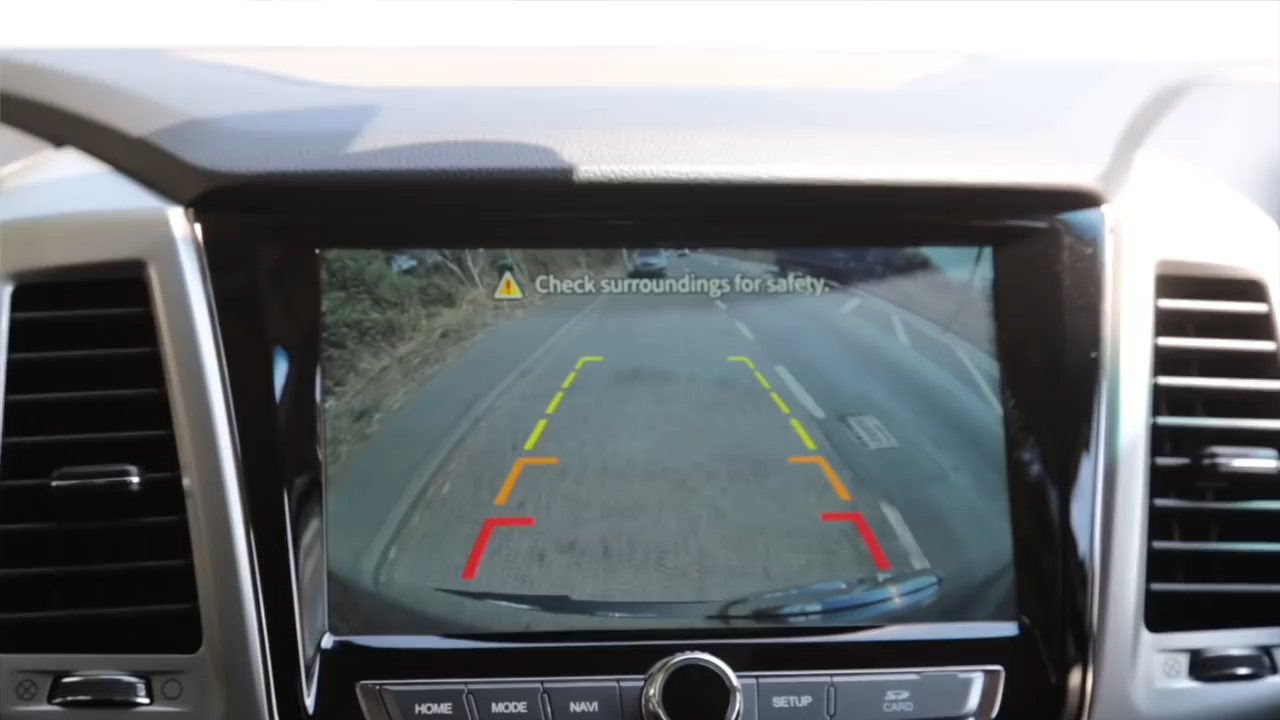 Check surroundings for safety.
HOME
MODE
NAVI
SETUP
SD
CARD